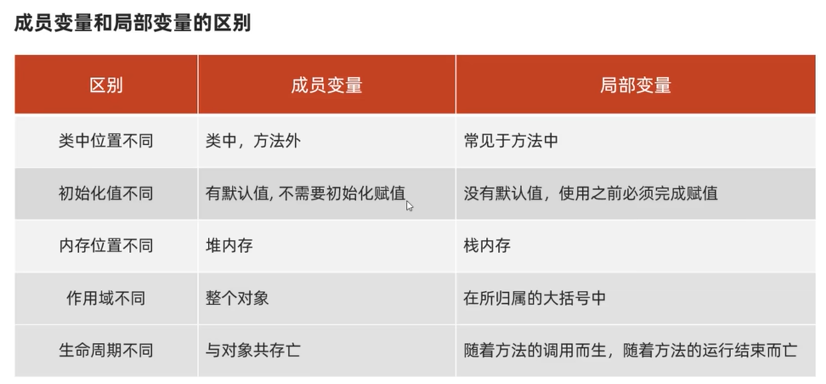 成员变量和局部变量的区别
区别 成员变量 局部变量
类中位置不同 类中，方法外 常见于方法中
初始化值不同 有默认值, 不需要初始化赋值 没有默认值，使用之前必须完成赋值
内存位置不同 堆内存 栈内存
作用域不同 整个对象 在所归属的大括号中
生命周期不同 与对象共存亡 随着方法的调用而生，随着方法的运行结束而亡